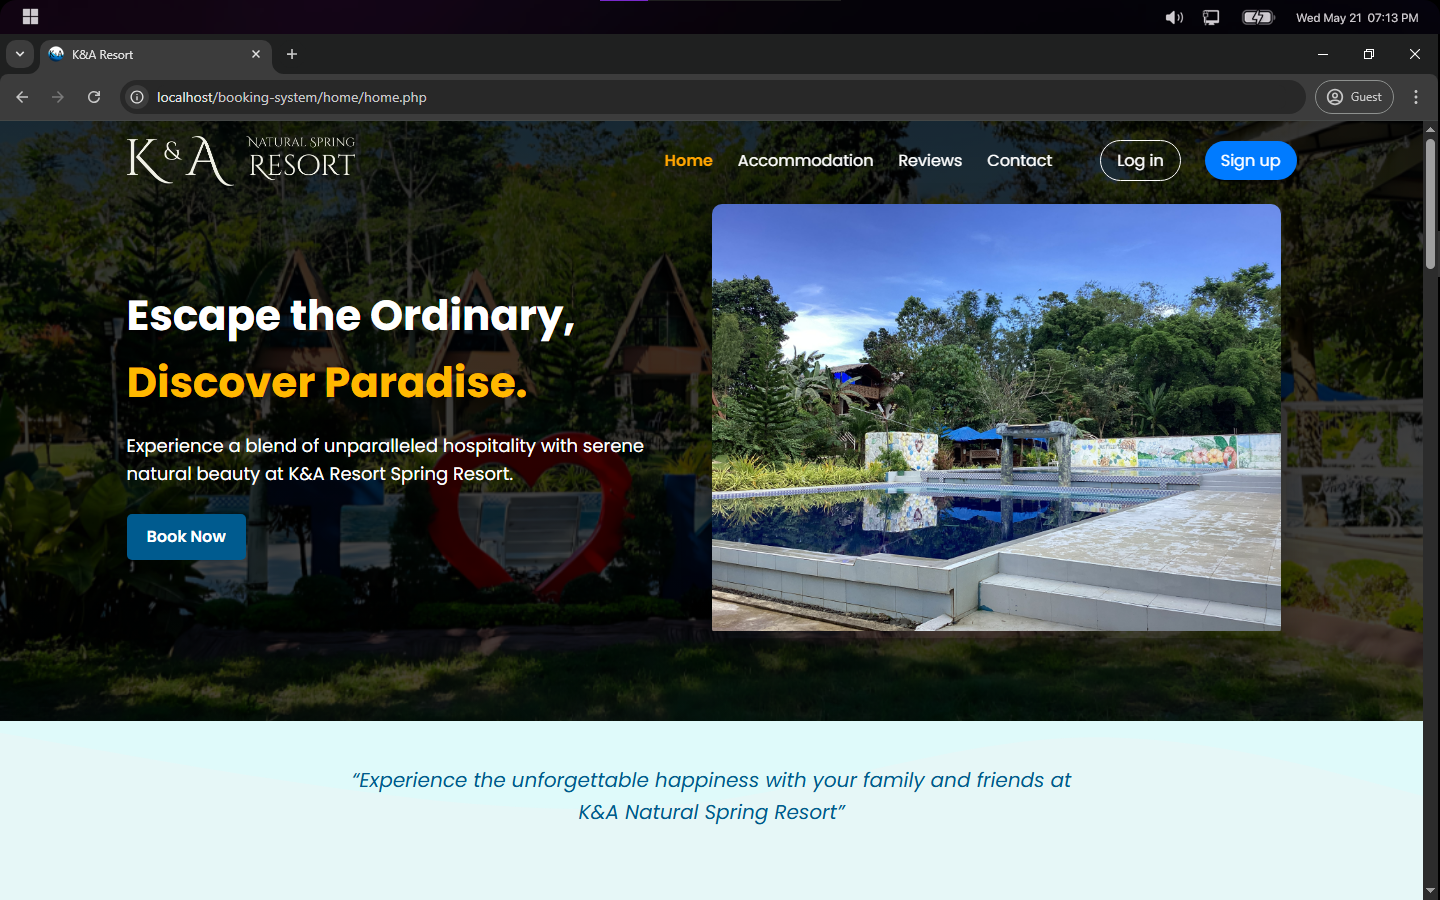 Wed May 21 07:13 PM
K&A Resort
localhost/booking-system/home/home.php
Guest
K & A NATURAL SPRING
RESORT
Home Accommodation Reviews Contact Log in Sign up
Escape the Ordinary,
Discover Paradise.
Experience a blend of unparalleled hospitality with serene
natural beauty at K&A Resort Spring Resort.
Book Now
“Experience the unforgettable happiness with your family and friends at
K&A Natural Spring Resort”